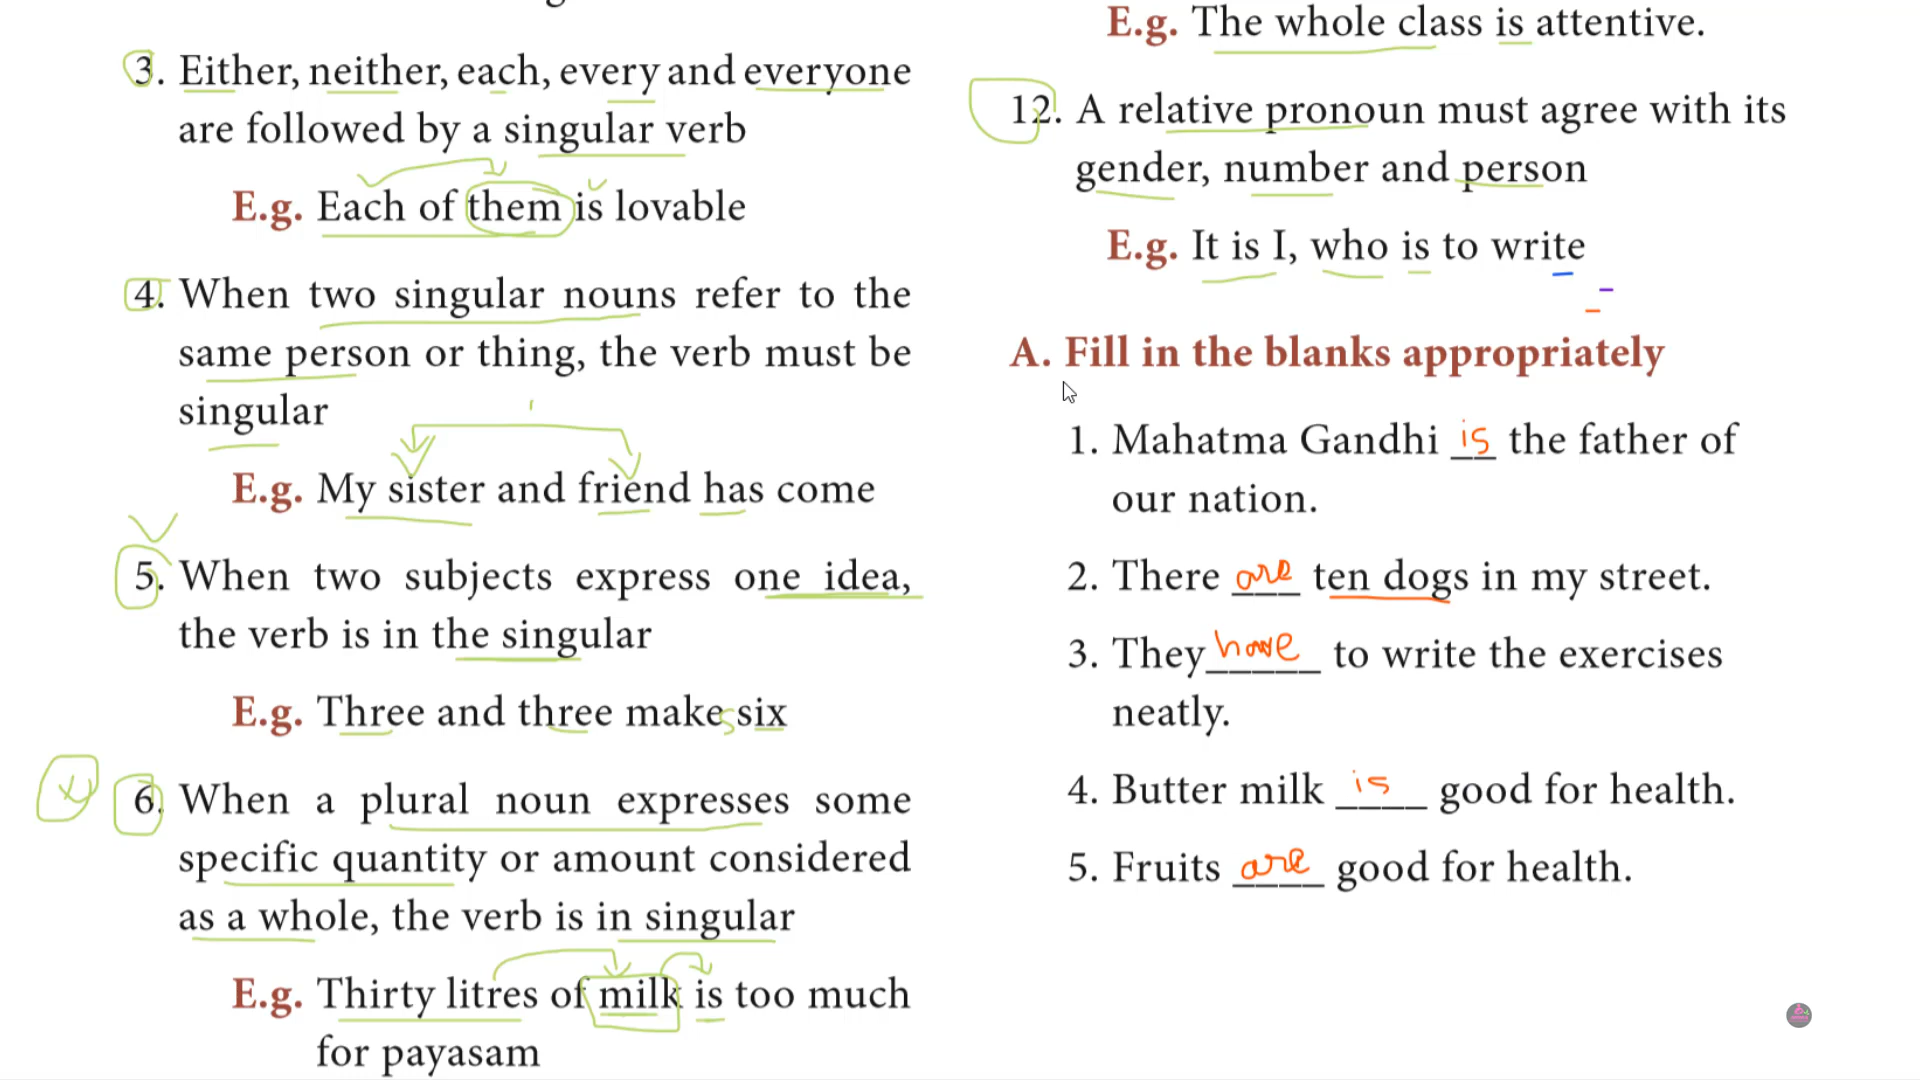 3. Either, neither, each, every and everyone
are followed by a singular verb
E.g. Each of them is lovable
4. When two singular nouns refer to the
same person or thing, the verb must be
singular
E.g. My sister and friend has come
5. When two subjects express one idea,
the verb is in the singular
E.g. Three and three makes six
6. When a plural noun expresses some
specific quantity or amount considered
as a whole, the verb is in singular
E.g. Thirty litres of milk is too much
for payasam
E.g. The whole class is attentive.
12. A relative pronoun must agree with its
gender, number and person
E.g. It is I, who is to write
A. Fill in the blanks appropriately
1. Mahatma Gandhi is the father of
our nation.
2. There are ten dogs in my street.
3. They have to write the exercises
neatly.
4. Butter milk is good for health.
5. Fruits are good for health.